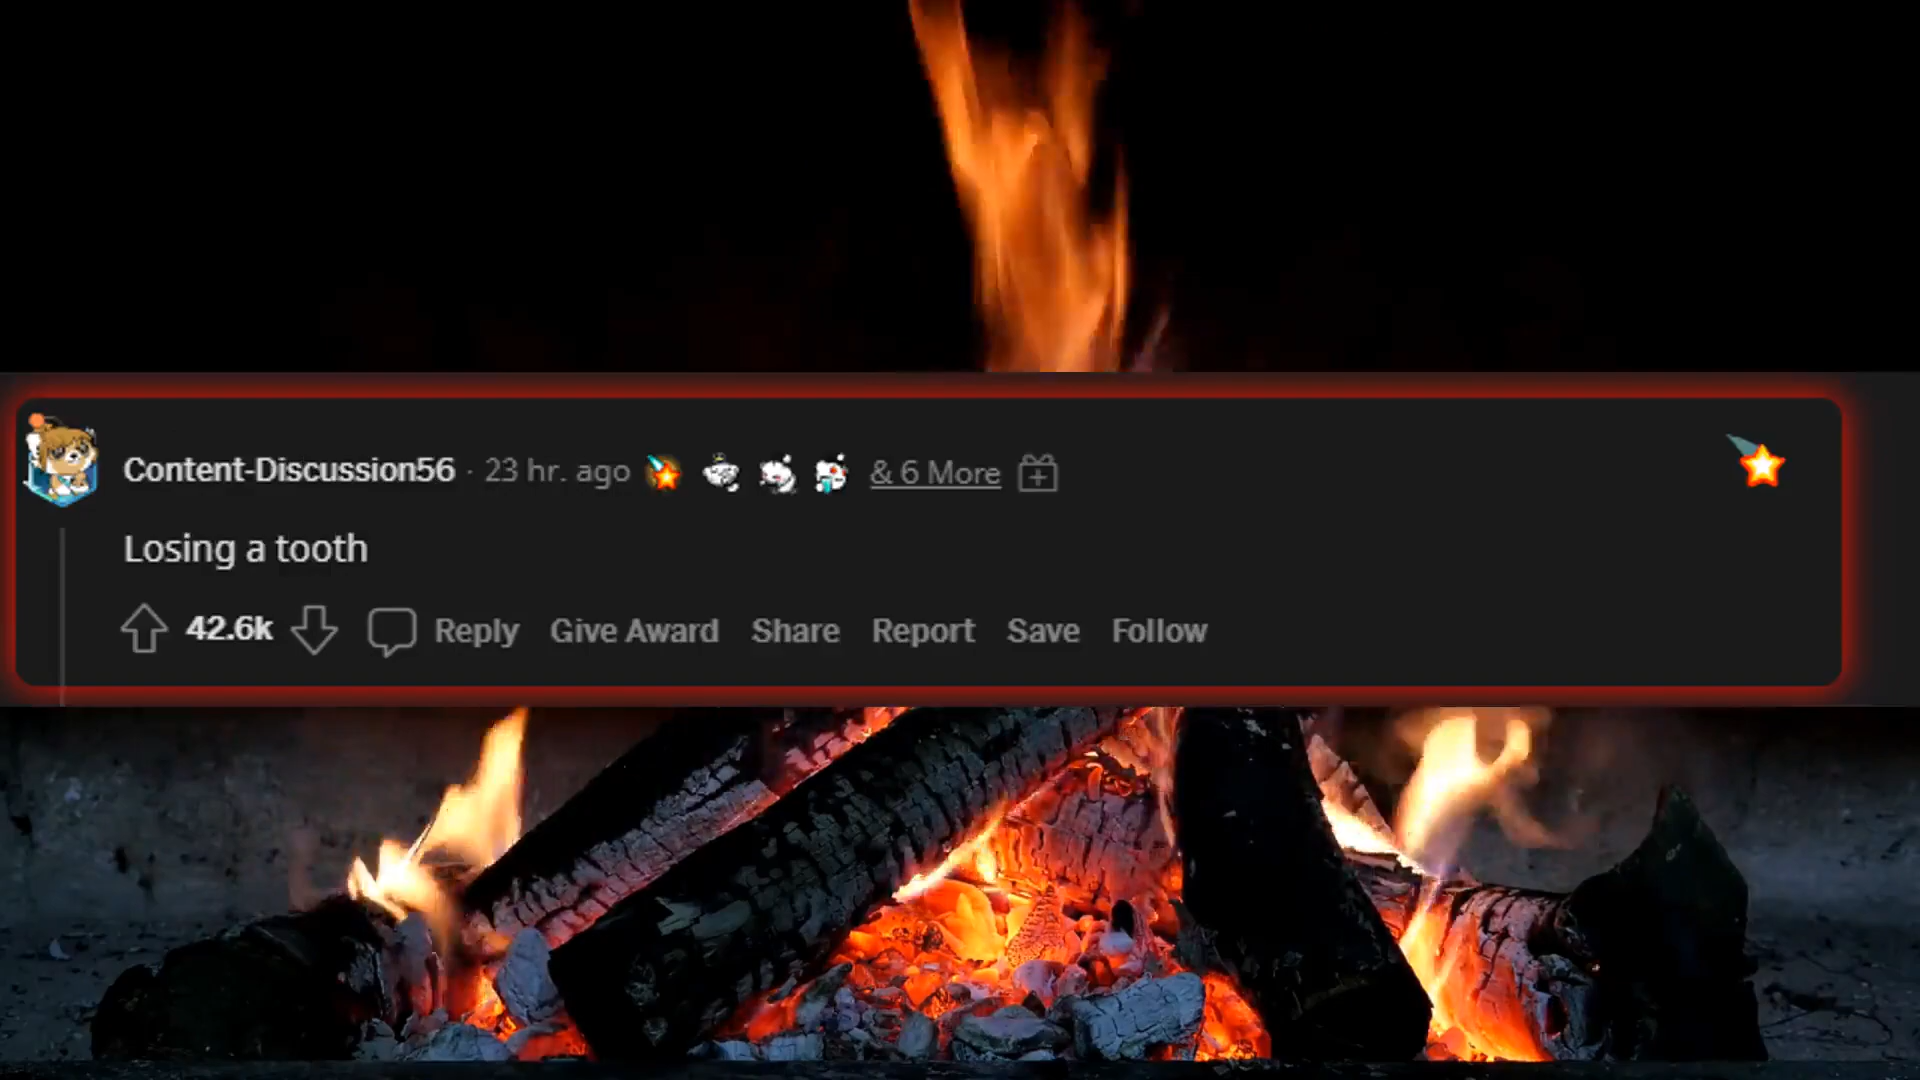 Content-Discussion56 · 23 hr. ago & 6 More
Losing a tooth
42.6k Reply Give Award Share Report Save Follow